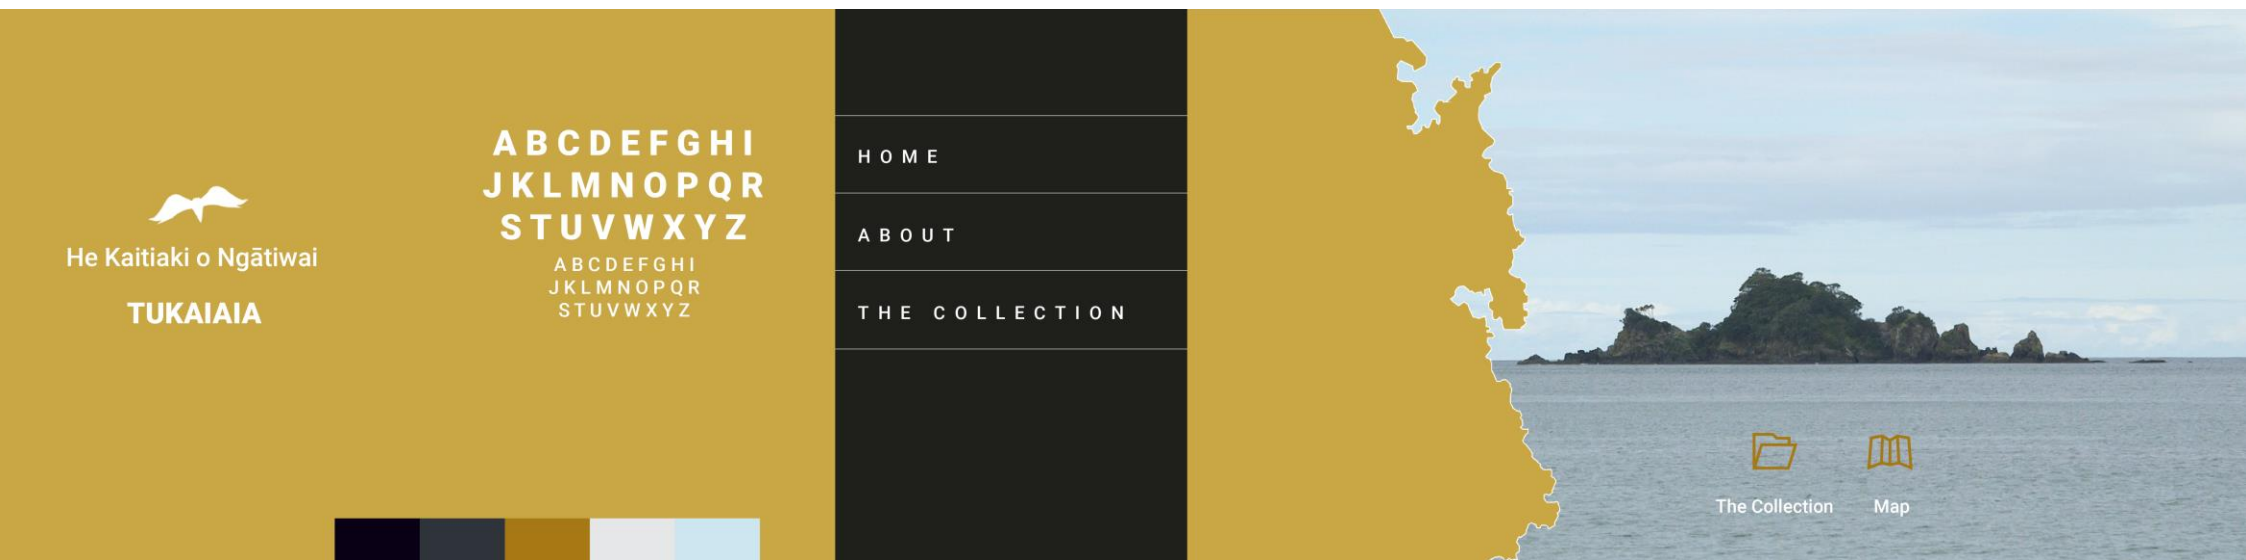 He Kaitiaki o Ngātiwai
TUKAIAIA
ABCDEFGHI
JKLMNOPQR
STUVWXYZ
ABCDEFGHI
JKLMNOPQR
STUVWXYZ
HOME
ABOUT
THE COLLECTION
The Collection
Map